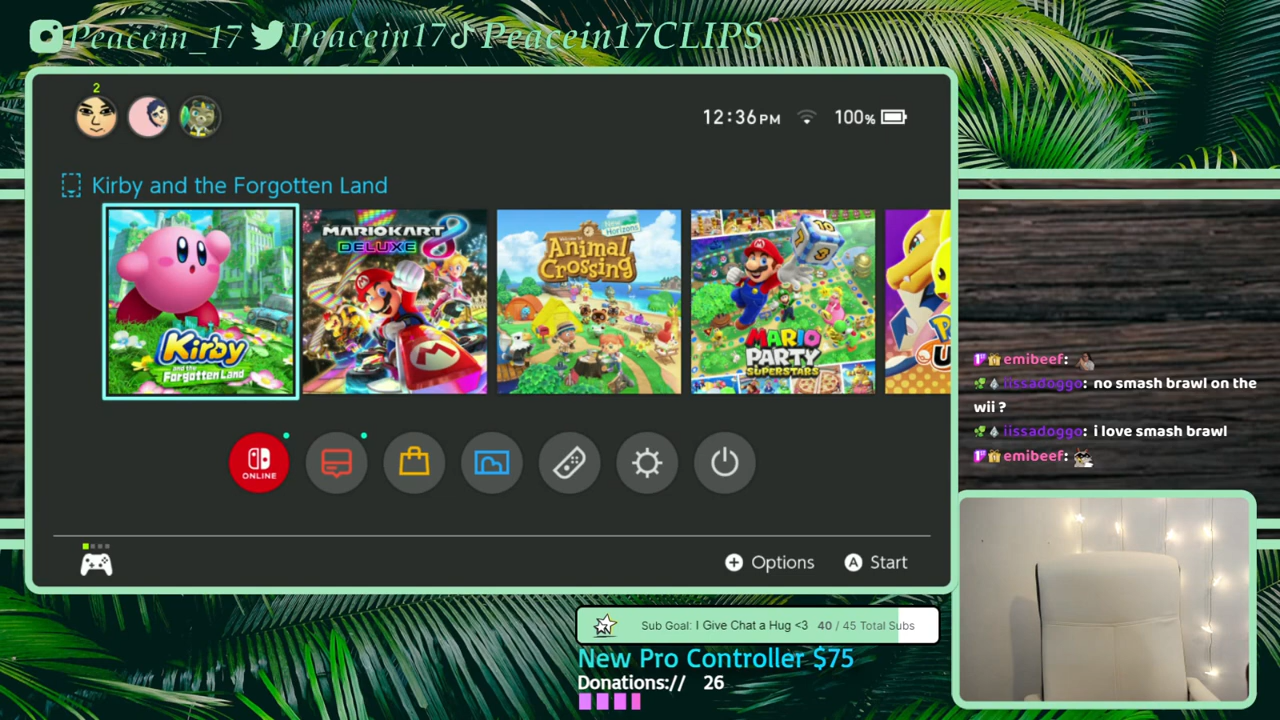 Peacein_17 Peacein17 Peacein17CLIPS
2
12:36 PM 100%
Kirby and the Forgotten Land
Kirby and the Forgotten Land
MARIOKART 8 DELUXE
Animal Crossing New Horizons
MARIO PARTY SUPERSTARS
ONLINE
Options
Start
emibeef:
iissadoggo: no smash brawl on the
wii ?
iissadoggo: i love smash brawl
emibeef:
Sub Goal: I Give Chat a Hug <3 40 / 45 Total Subs
New Pro Controller $75
Donations:// 26